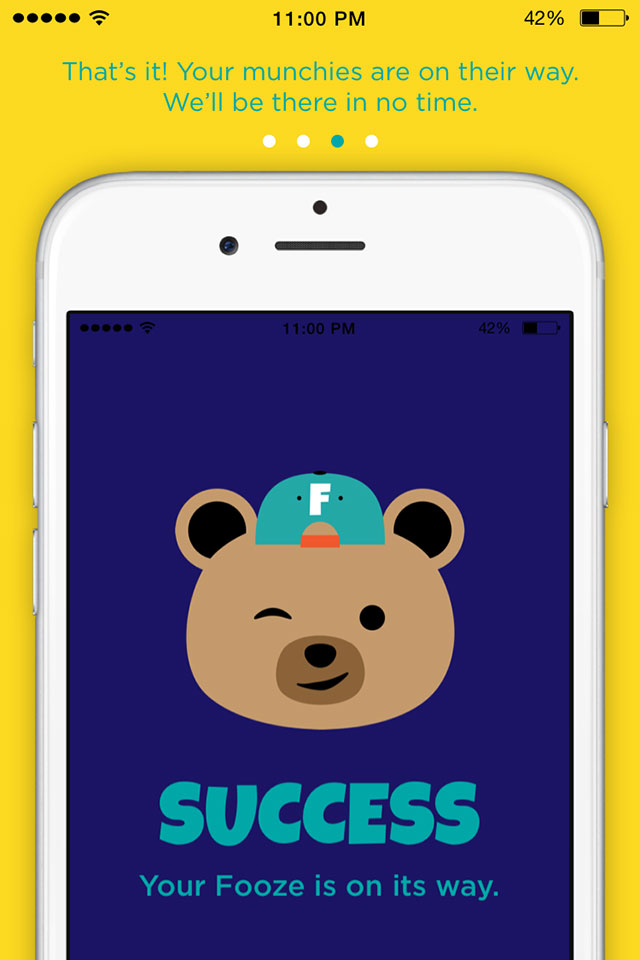 11:00 PM 42%
That's it! Your munchies are on their way.
We'll be there in no time.
11:00 PM 42%
F
SUCCESS
Your Fooze is on its way.